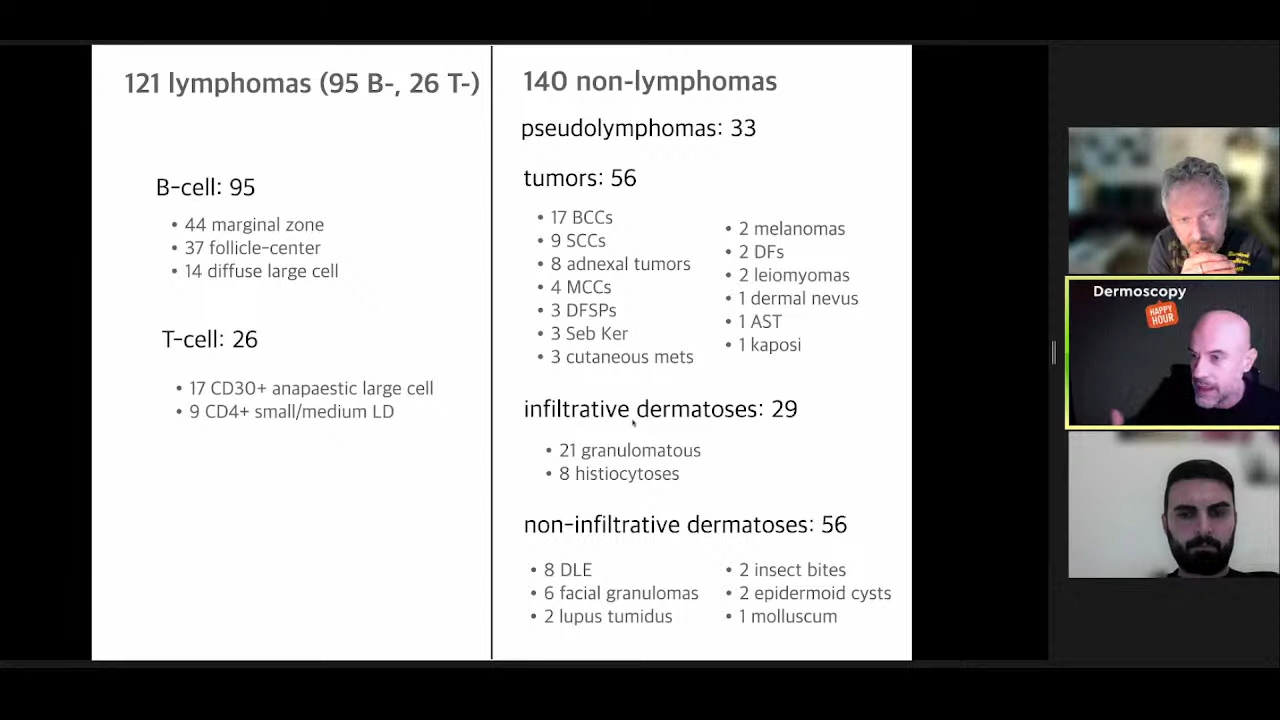 121 lymphomas (95 B-, 26 T-)
B-cell: 95
• 44 marginal zone
• 37 follicle-center
• 14 diffuse large cell
T-cell: 26
• 17 CD30+ anapaestic large cell
• 9 CD4+ small/medium LD
140 non-lymphomas
pseudolymphomas: 33
tumors: 56
• 17 BCCs
• 9 SCCs
• 8 adnexal tumors
• 4 MCCs
• 3 DFSPs
• 3 Seb Ker
• 3 cutaneous mets
• 2 melanomas
• 2 DFs
• 2 leiomyomas
• 1 dermal nevus
• 1 AST
• 1 kaposi
infiltrative dermatoses: 29
• 21 granulomatous
• 8 histiocytoses
non-infiltrative dermatoses: 56
• 8 DLE
• 6 facial granulomas
• 2 lupus tumidus
• 2 insect bites
• 2 epidermoid cysts
• 1 molluscum
Dermoscopy
HAPPY
HOUR